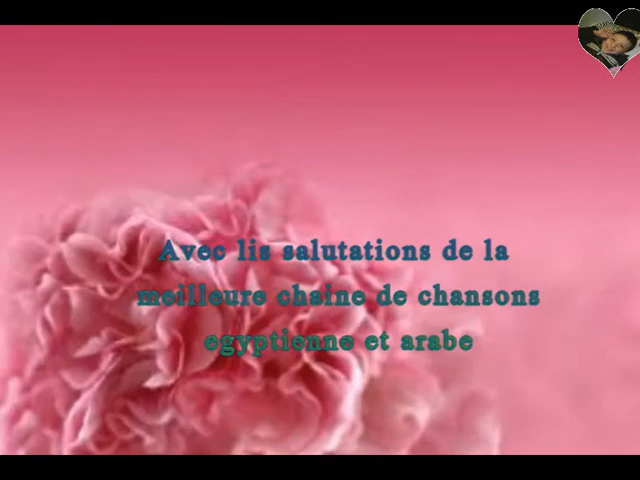 Avec lis salutations de la
meilleure chaine de chansons
egyptienne et arabe